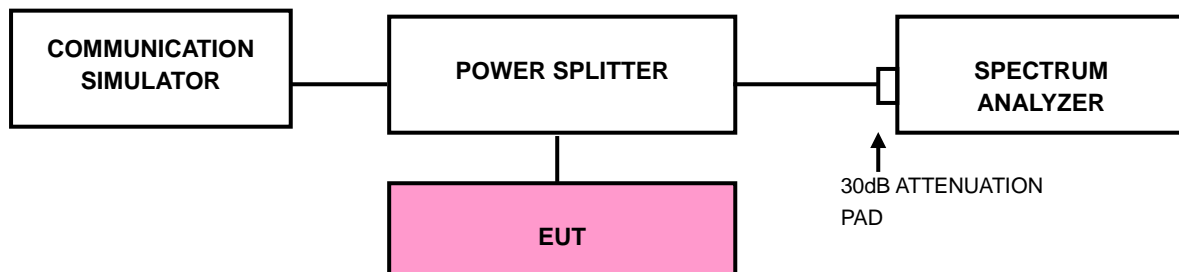 COMMUNICATION
SIMULATOR
POWER SPLITTER
SPECTRUM
ANALYZER
30dB ATTENUATION
PAD
EUT